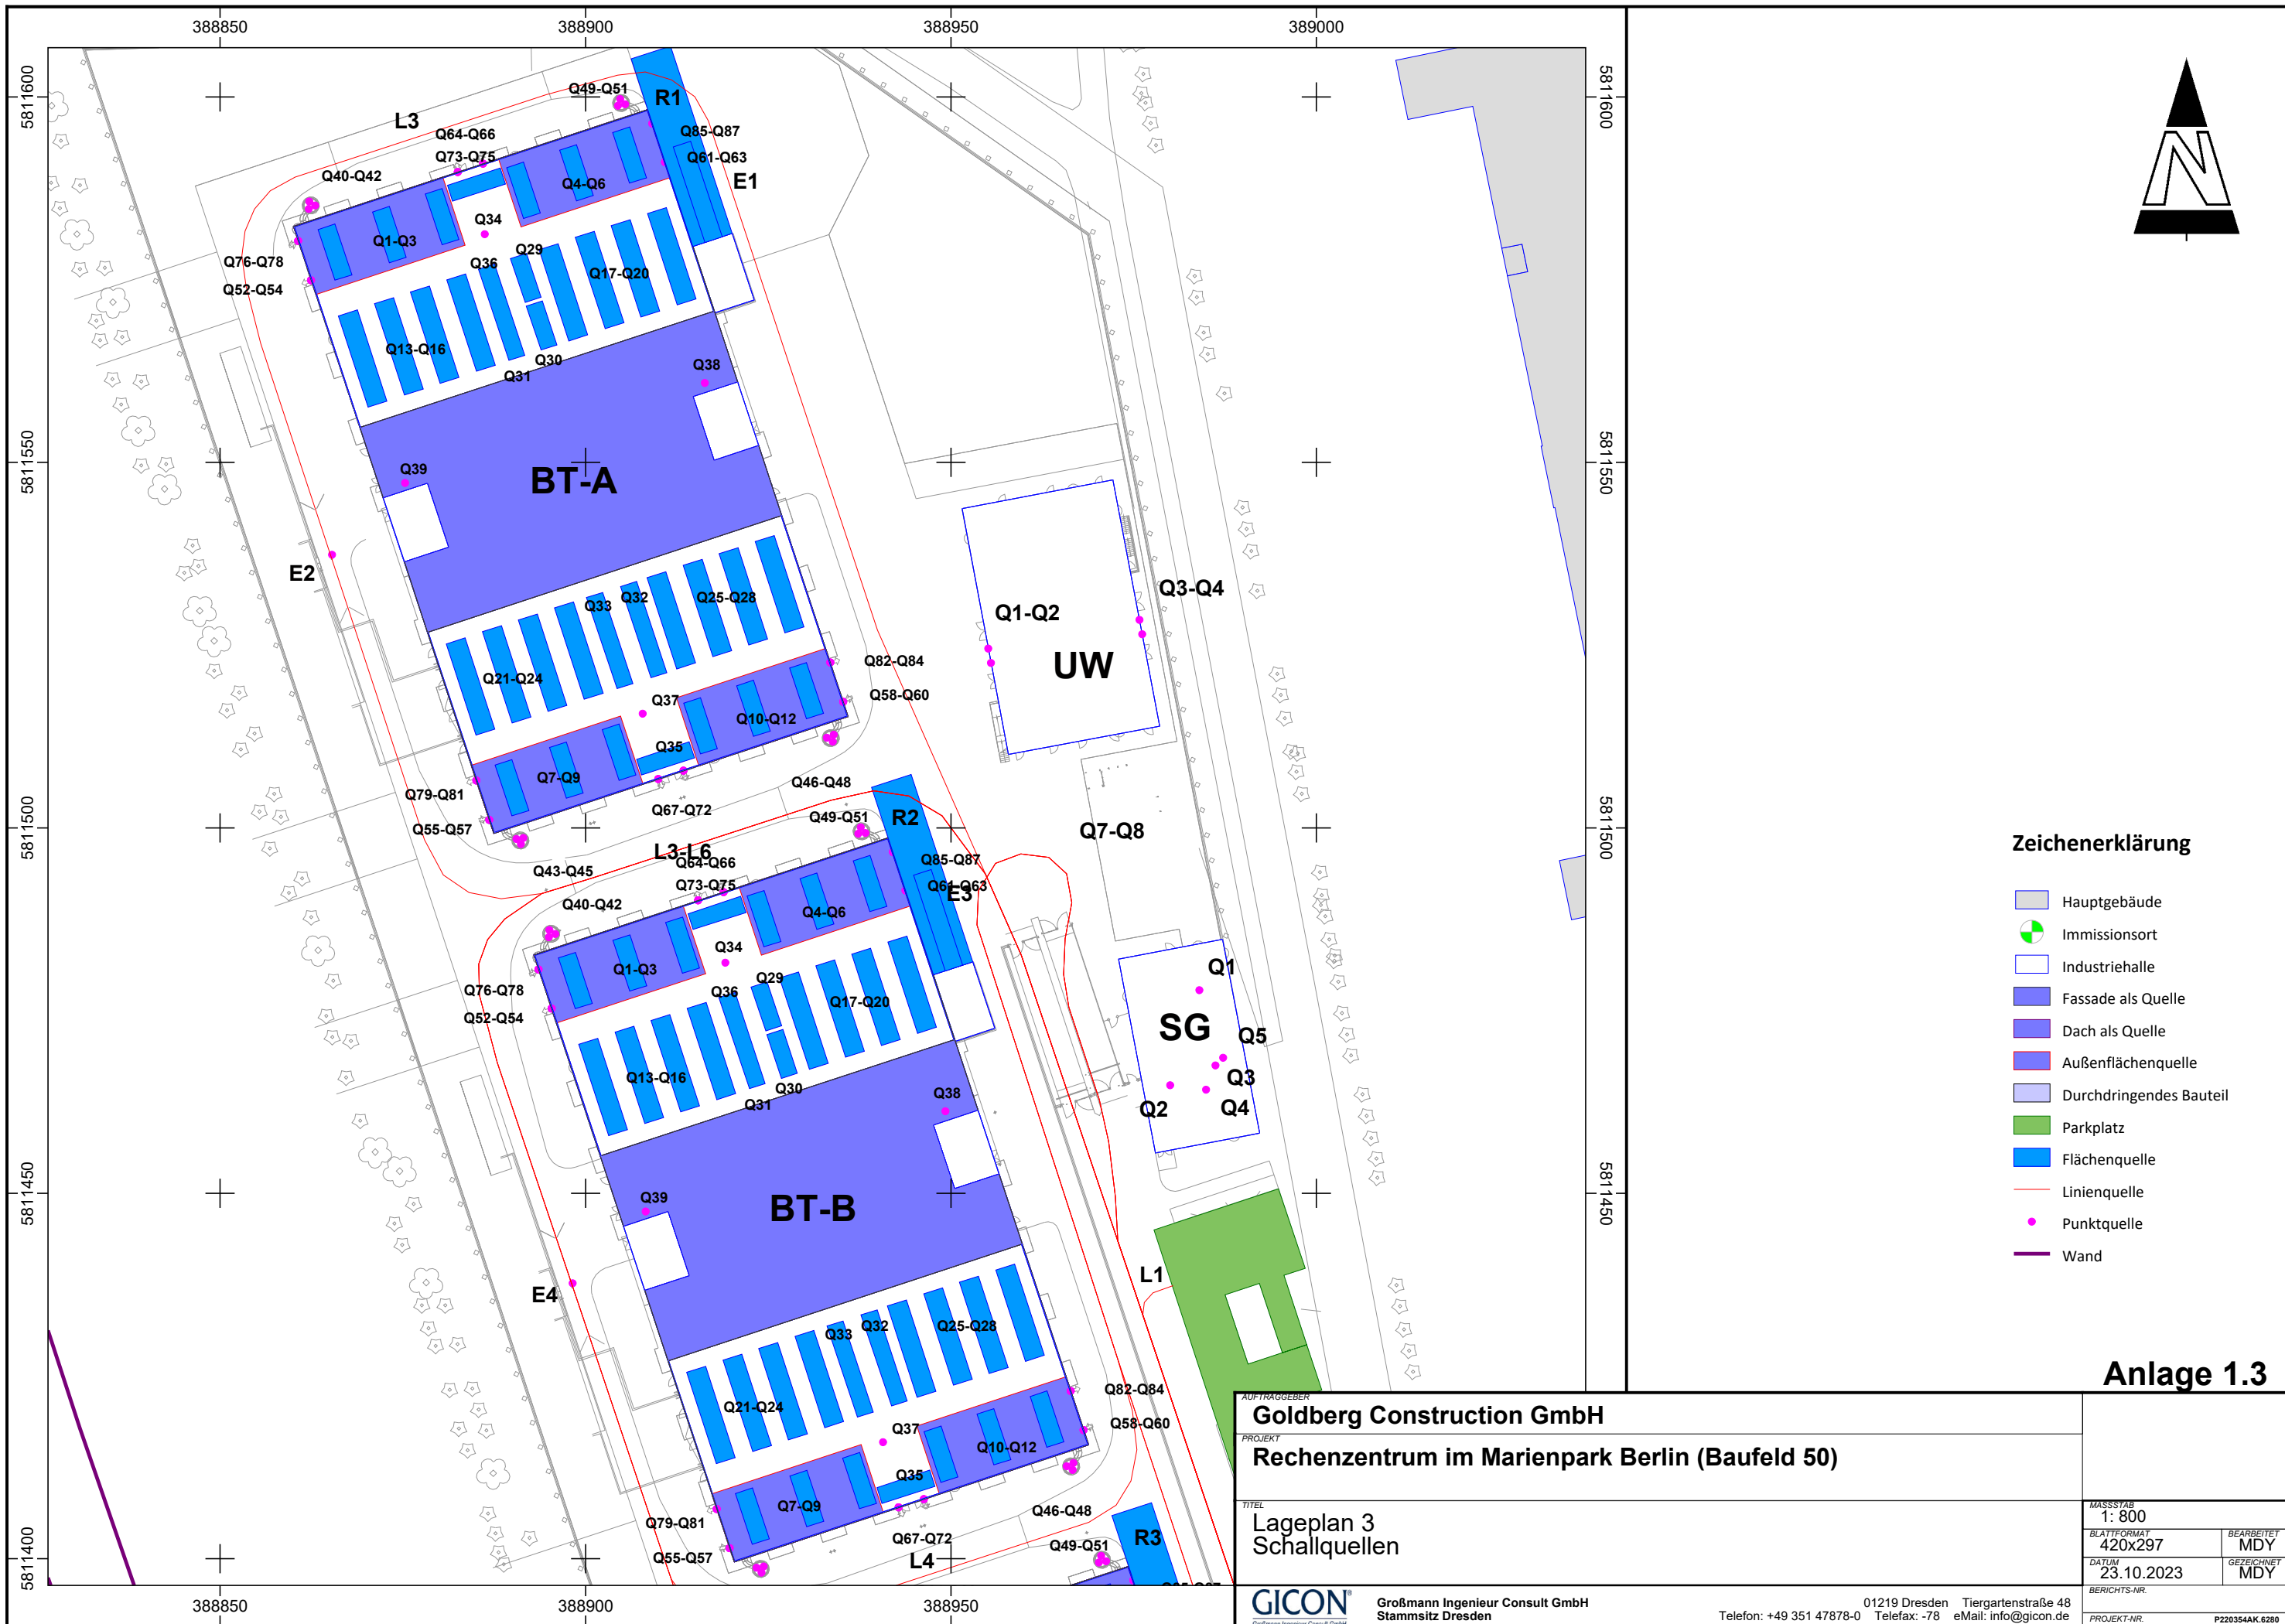 388850
388900
388950
389000
5811600
5811600
Q49-Q51
R1
L3
Q64-Q66
Q85-Q87
Q73-Q75
Q61-Q63
Q40-Q42
Q4-Q6
E1
Q34
Q1-Q3
Q29
Q76-Q78
Q36
Q17-Q20
Q52-Q54
Q13-Q16
Q30
Q31
Q38
5811550
5811550
Q39
BT-A
E2
Q3-Q4
Q33
Q32
Q25-Q28
Q1-Q2
UW
Q82-Q84
Q21-Q24
Q58-Q60
Q37
Q10-Q12
Q35
Q7-Q9
Q46-Q48
Q79-Q81
Q67-Q72
5811500
5811500
Q55-Q57
Q49-Q51
R2
Q7-Q8
L3-L6
Q64-Q66
Q85-Q87
Q43-Q45
Q73-Q75
Q61-Q63
E3
Q40-Q42
Q4-Q6
Q34
Q1-Q3
Q29
Q1
Q76-Q78
Q36
Q17-Q20
Q52-Q54
SG
Q5
Q13-Q16
Q30
Q3
Q31
Q38
Q2
Q4
5811450
5811450
Q39
BT-B
L1
E4
Q33
Q32
Q25-Q28
Q82-Q84
Q21-Q24
Q58-Q60
Q37
Q10-Q12
Q35
Q7-Q9
Q46-Q48
Q79-Q81
Q67-Q72
R3
Q55-Q57
L4
Q49-Q51
5811400
388850
388900
388950
N
Zeichenerklärung
Hauptgebäude
Immissionsort
Industriehalle
Fassade als Quelle
Dach als Quelle
Außenflächenquelle
Durchdringendes Bauteil
Parkplatz
Flächenquelle
Linienquelle
Punktquelle
Wand
Anlage 1.3
AUFTRAGGEBER
Goldberg Construction GmbH
PROJEKT
Rechenzentrum im Marienpark Berlin (Baufeld 50)
TITEL
Lageplan 3
Schallquellen
MASSSTAB
1: 800
BLATTFORMAT
420x297
BEARBEITET
MDY
DATUM
23.10.2023
GEZEICHNET
MDY
BERICHTS-NR.
PROJEKT-NR. P220354AK.6280
GICON®
Großmann Ingenieur Consult GmbH
Großmann Ingenieur Consult GmbH
Stammsitz Dresden
01219 Dresden Tiergartenstraße 48
Telefon: +49 351 47878-0 Telefax: -78 eMail: info@gicon.de